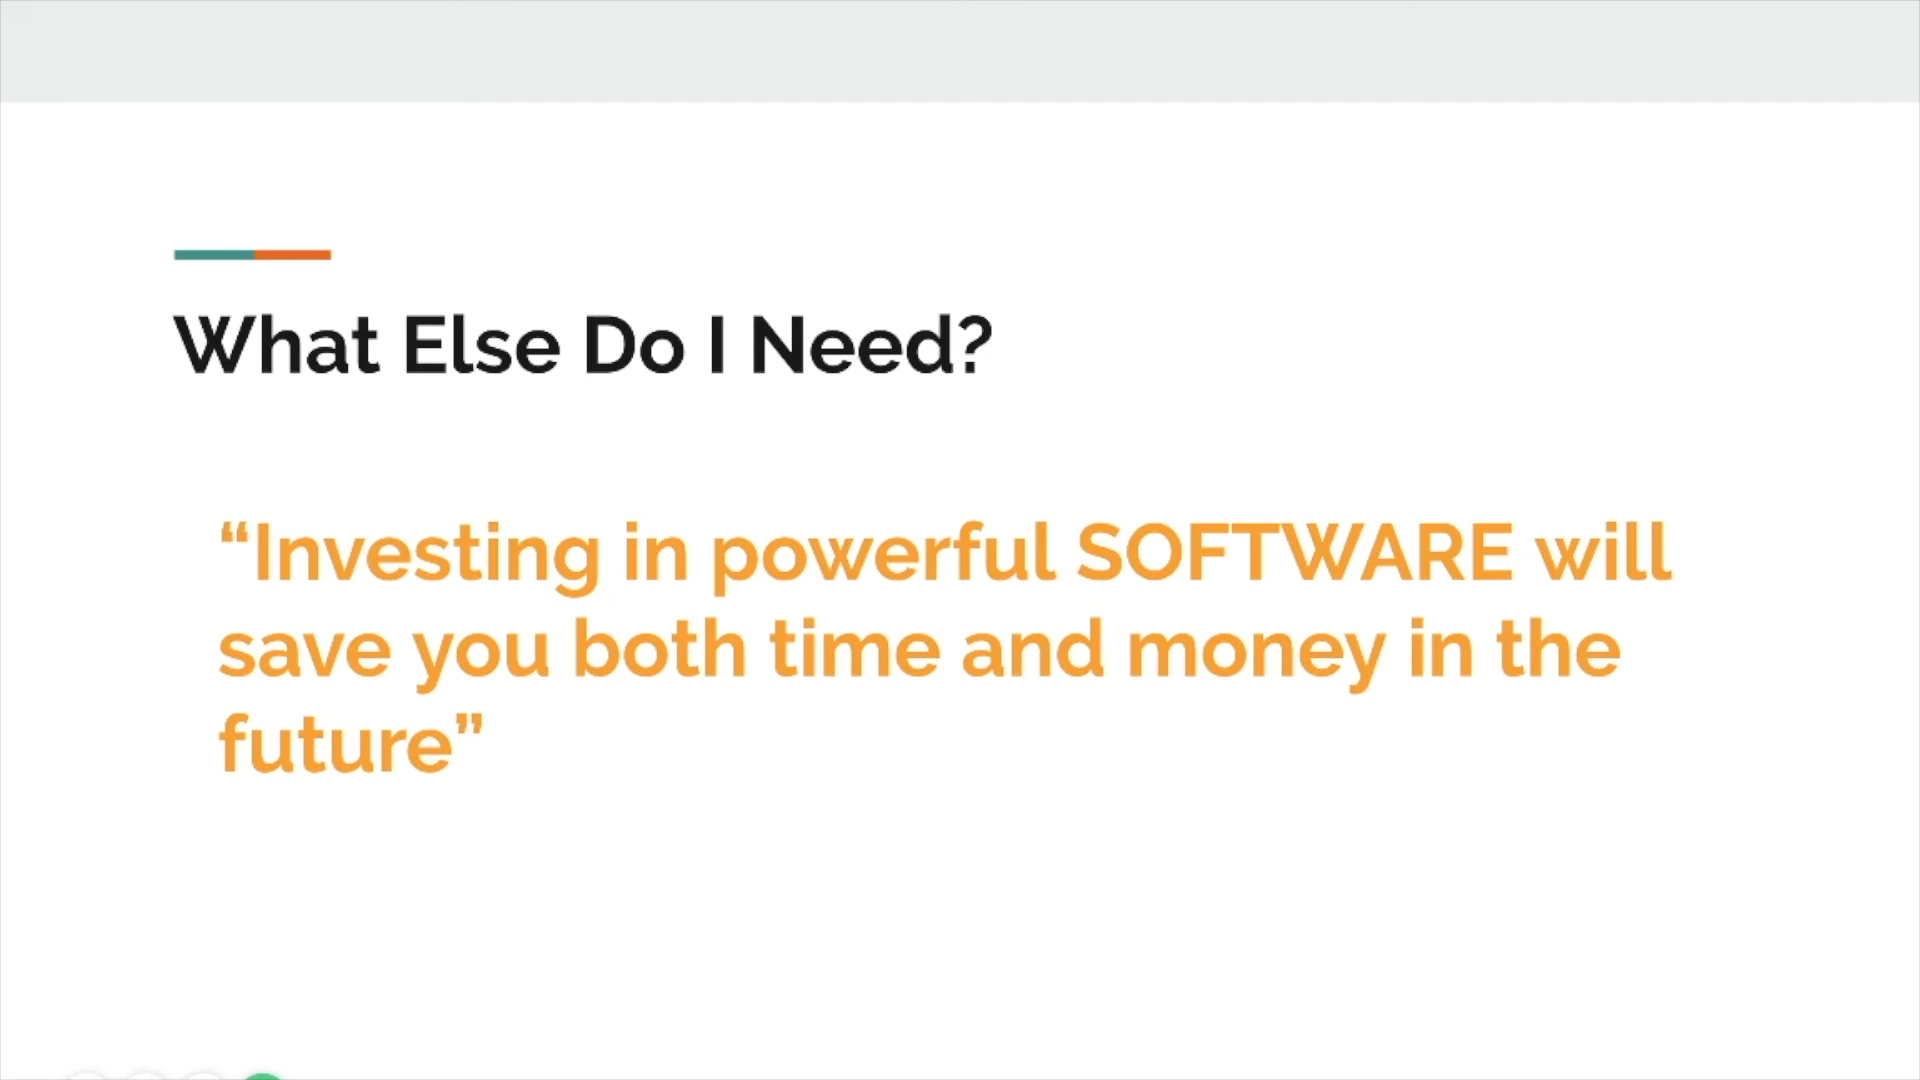 What Else Do I Need?
“Investing in powerful SOFTWARE will
save you both time and money in the
future”